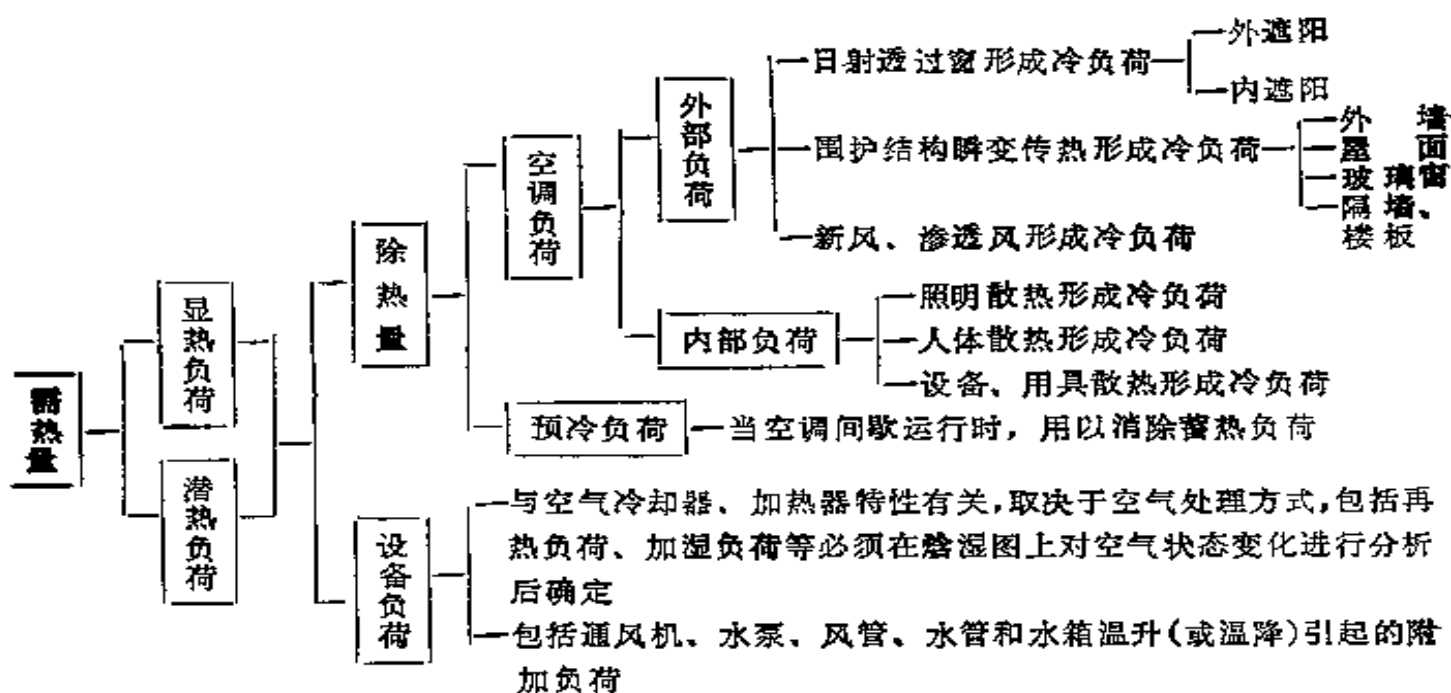 需热量
显热负荷
潜热负荷
除热量
设备负荷
空调负荷
预冷负荷
当空调间歇运行时，用以消除蓄热负荷
外部负荷
内部负荷
日射透过窗形成冷负荷
外遮阳
内遮阳
围护结构瞬变传热形成冷负荷
外 墙
屋 面
玻璃窗
隔墙、
楼板
新风、渗透风形成冷负荷
照明散热形成冷负荷
人体散热形成冷负荷
设备、用具散热形成冷负荷
与空气冷却器、加热器特性有关，取决于空气处理方式，包括再
热负荷、加湿负荷等必须在焓湿图上对空气状态变化进行分析
后确定
包括通风机、水泵、风管、水管和水箱温升(或温降)引起的附
加负荷